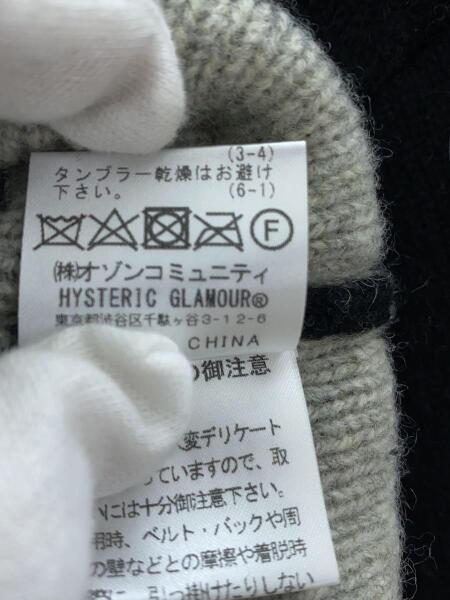 (3-4)
タンブラー乾燥はお避け
下さい。 (6-1)
F
㈱オゾンコミュニティ
HYSTERIC GLAMOUR®
東京都渋谷区千駄ヶ谷3-12-6
CHINA
の御注意
変デリケート
っていますので、取
には十分御注意下さい。
用時、ベルト・バックや周
の壁などとの摩擦や着脱時
に、引っ掛けたりしない